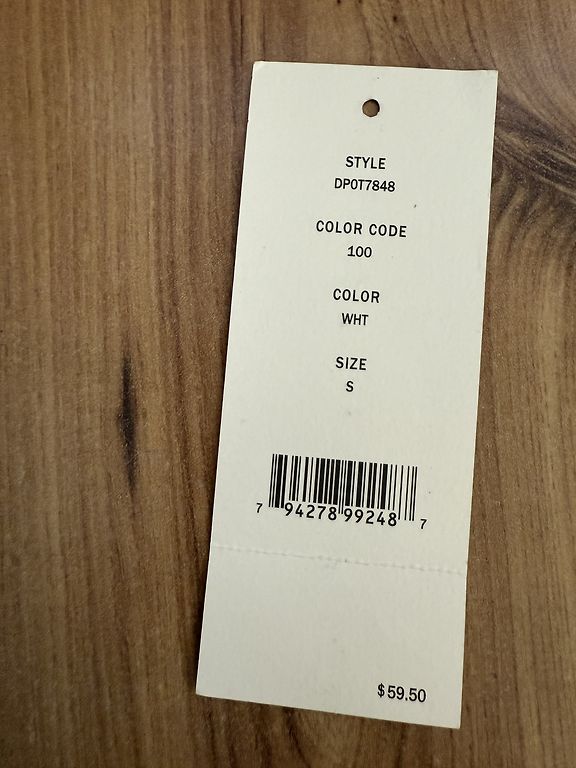 STYLE
DP0T7848
COLOR CODE
100
COLOR
WHT
SIZE
S
7 94278 99248 7
$59.50